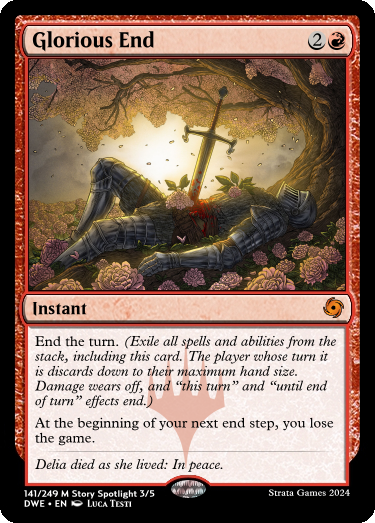 Glorious End 2
Instant
End the turn. (Exile all spells and abilities from the
stack, including this card. The player whose turn it
is discards down to their maximum hand size.
Damage wears off, and “this turn” and “until end
of turn” effects end.)
At the beginning of your next end step, you lose
the game.
Delia died as she lived: In peace.
141/249 M Story Spotlight 3/5
Strata Games 2024
DWE • EN Luca Testi